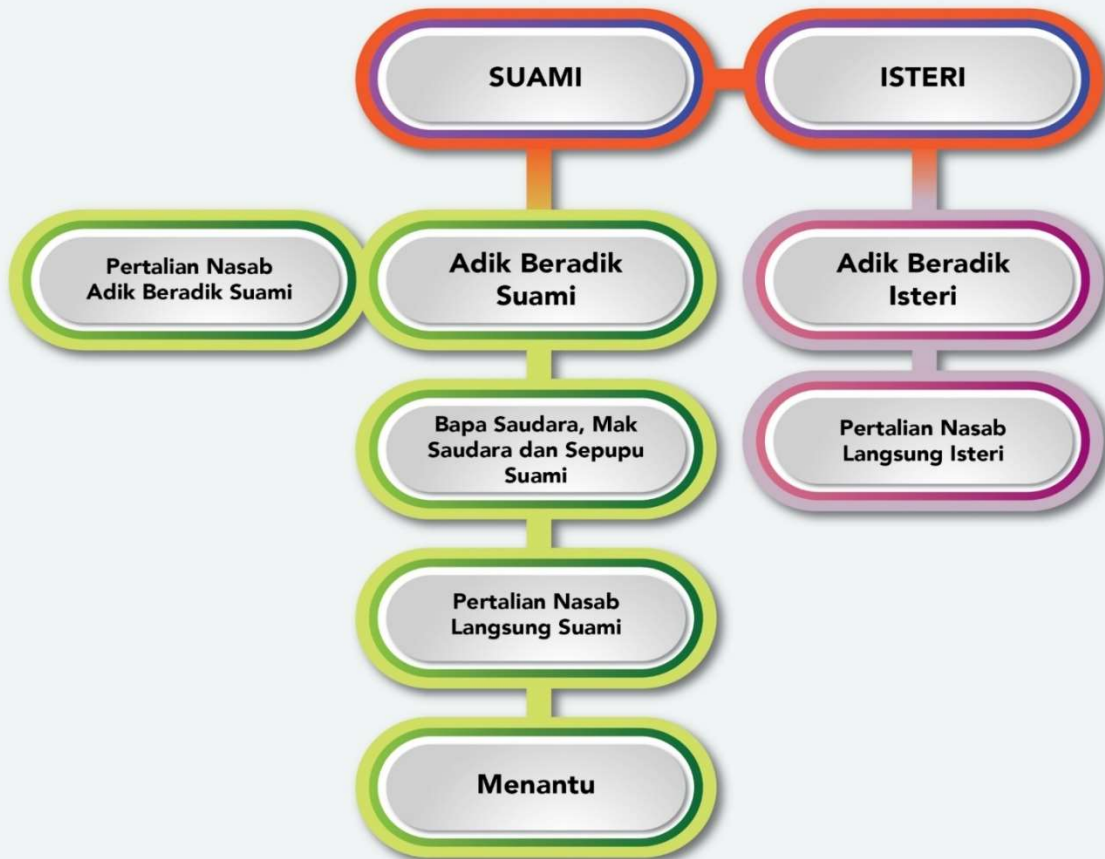 SUAMI
ISTERI
Pertalian Nasab
Adik Beradik Suami
Adik Beradik
Suami
Adik Beradik
Isteri
Bapa Saudara, Mak
Saudara dan Sepupu
Suami
Pertalian Nasab
Langsung Isteri
Pertalian Nasab
Langsung Suami
Menantu